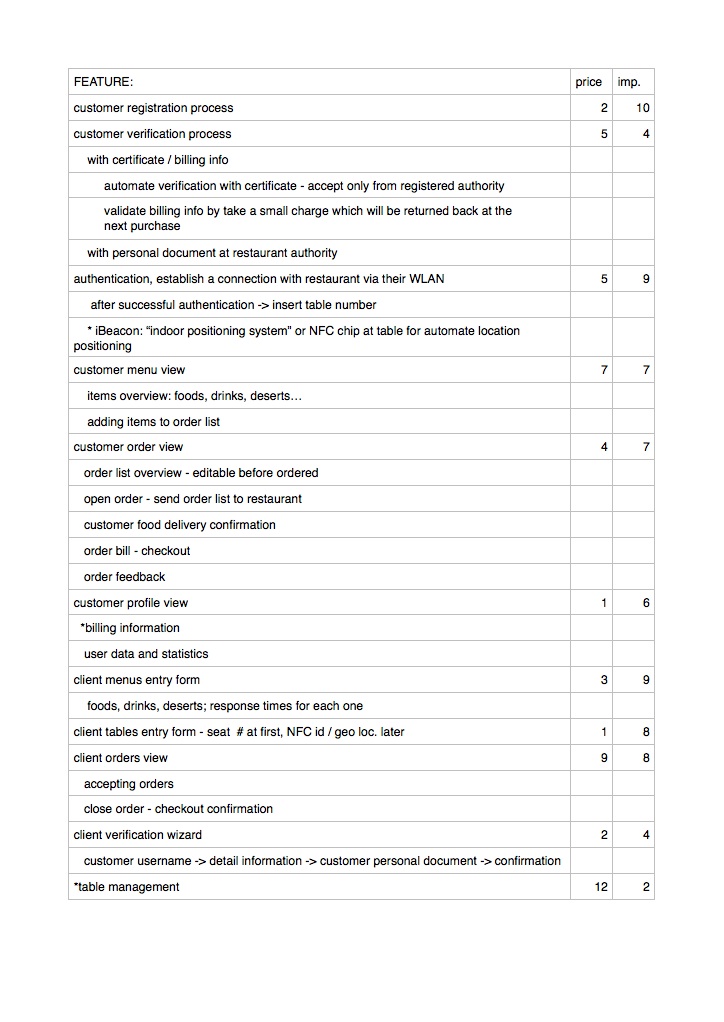 FEATURE: price imp.
customer registration process 2 10
customer verification process 5 4
with certificate / billing info
automate verification with certificate - accept only from registered authority
validate billing info by take a small charge which will be returned back at the
next purchase
with personal document at restaurant authority
authentication, establish a connection with restaurant via their WLAN 5 9
after successful authentication -> insert table number
* iBeacon: “indoor positioning system” or NFC chip at table for automate location
positioning
customer menu view 7 7
items overview: foods, drinks, deserts…
adding items to order list
customer order view 4 7
order list overview - editable before ordered
open order - send order list to restaurant
customer food delivery confirmation
order bill - checkout
order feedback
customer profile view 1 6
*billing information
user data and statistics
client menus entry form 3 9
foods, drinks, deserts; response times for each one
client tables entry form - seat # at first, NFC id / geo loc. later 1 8
client orders view 9 8
accepting orders
close order - checkout confirmation
client verification wizard 2 4
customer username -> detail information -> customer personal document -> confirmation
*table management 12 2